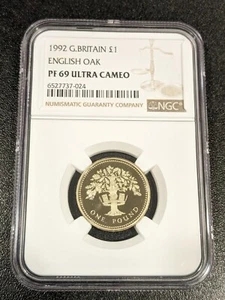 1992 G.BRITAIN £1
ENGLISH OAK
PF 69 ULTRA CAMEO
6527737-024
NUMISMATIC GUARANTY COMPANY
NGC
ONE POUND